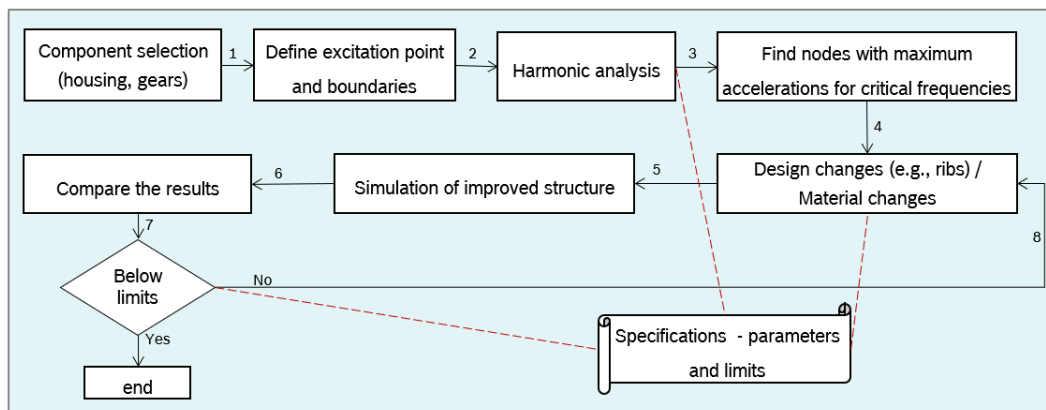 Component selection
(housing, gears)
1
Define excitation point
and boundaries
2
Harmonic analysis
3
Find nodes with maximum
accelerations for critical frequencies
4
Design changes (e.g., ribs) /
Material changes
5
Simulation of improved structure
6
Compare the results
7
Below
limits
No
8
Yes
end
Specifications - parameters
and limits